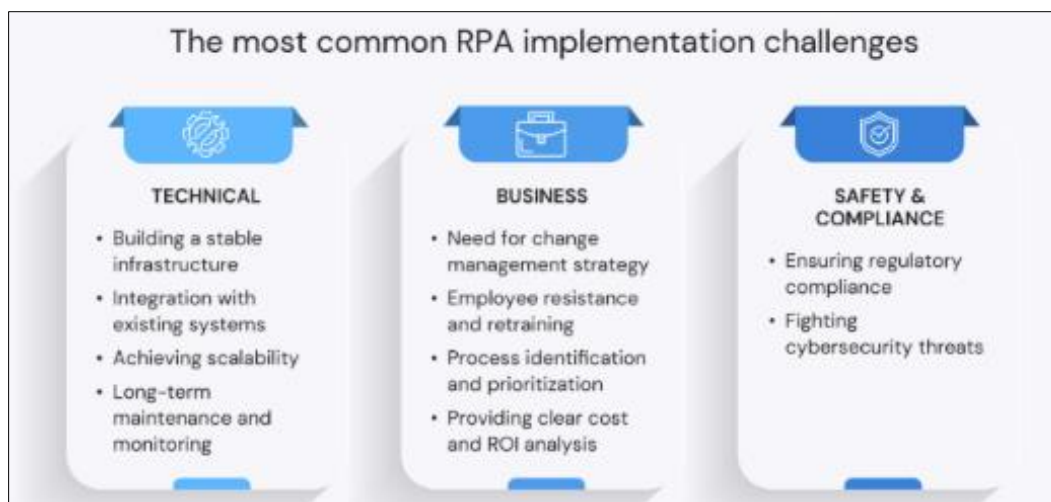 The most common RPA implementation challenges
TECHNICAL
• Building a stable
infrastructure
• Integration with
existing systems
• Achieving scalability
• Long-term
maintenance and
monitoring
BUSINESS
• Need for change
management strategy
• Employee resistance
and retraining
• Process identification
and prioritization
• Providing clear cost
and ROI analysis
SAFETY &
COMPLIANCE
• Ensuring regulatory
compliance
• Fighting
cybersecurity threats